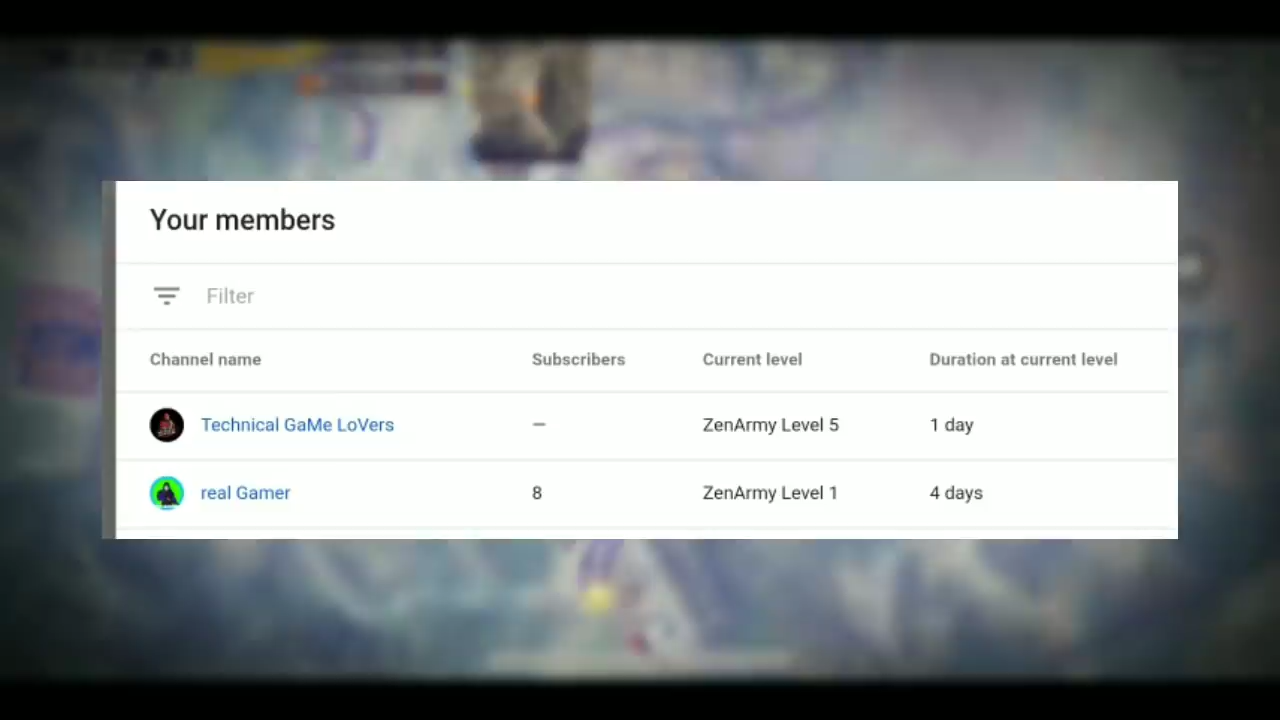 Your members
Filter
Channel name Subscribers Current level Duration at current level
Technical GaMe LoVers – ZenArmy Level 5 1 day
real Gamer 8 ZenArmy Level 1 4 days